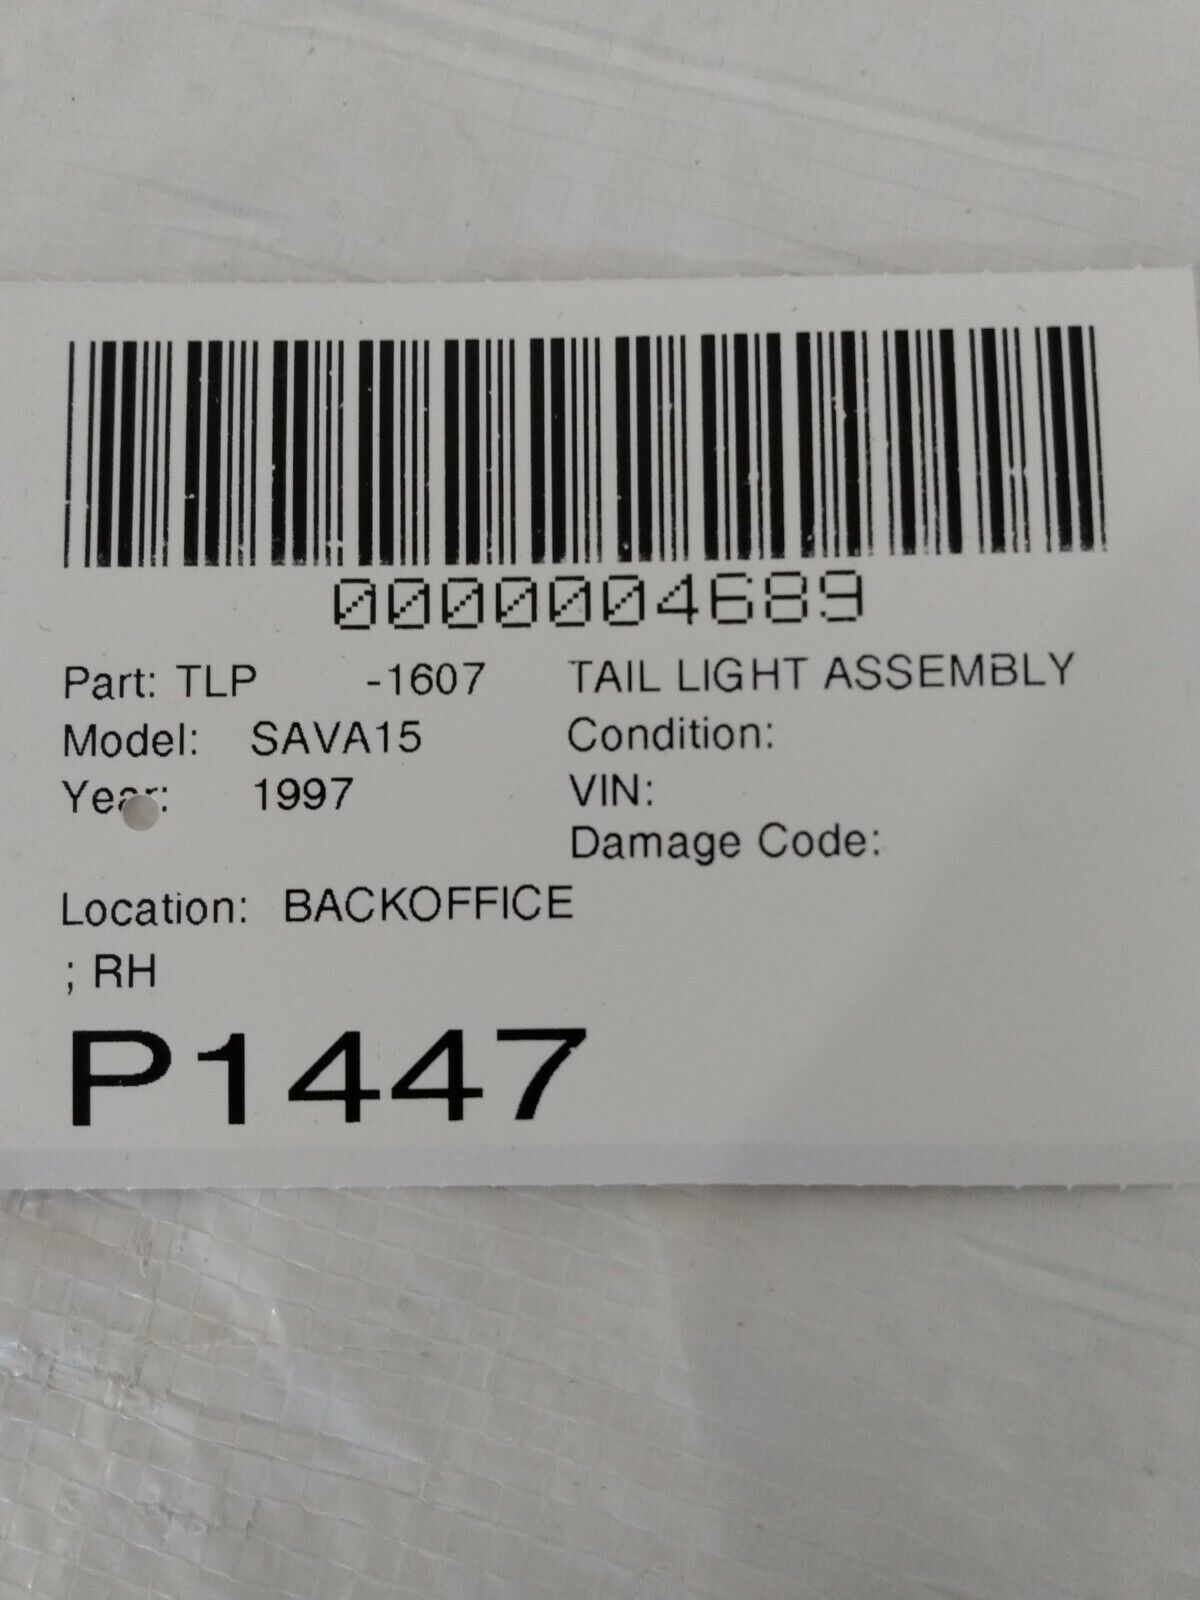 0000004689
Part: TLP -1607 TAIL LIGHT ASSEMBLY
Model: SAVA15 Condition:
Year: 1997 VIN:
Damage Code:
Location: BACKOFFICE
; RH
P1447